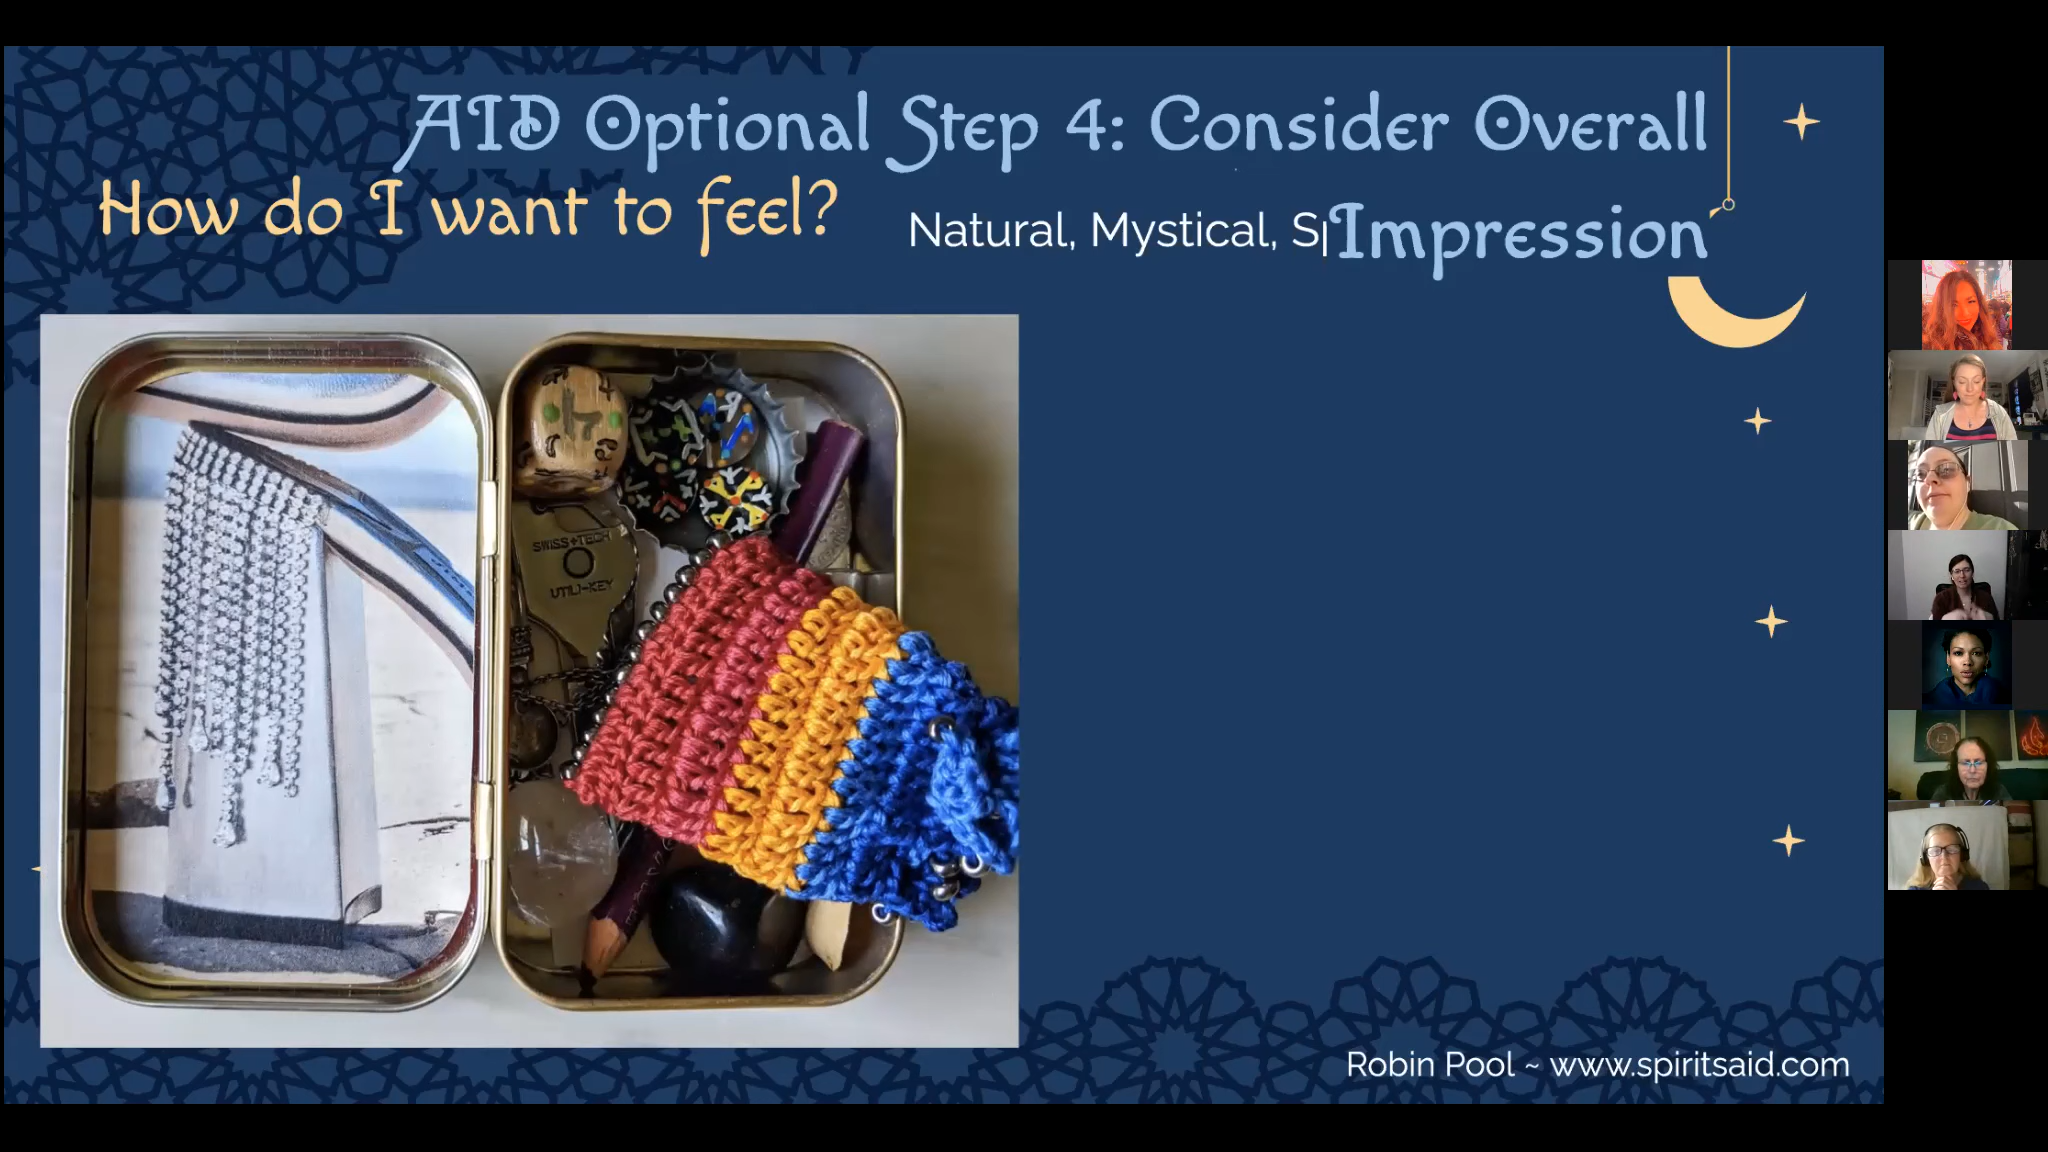 AID Optional Step 4: Consider Overall
Impression
How do I want to feel?
Natural, Mystical,
SWISS+TECH
UTILI-KEY
Robin Pool ~ www.spiritsaid.com